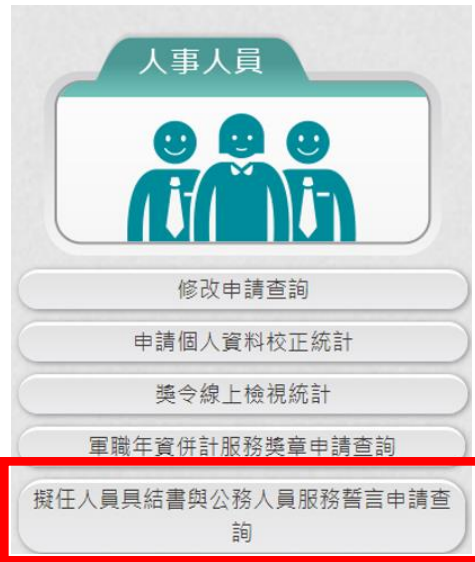 人事人員
修改申請查詢
申請個人資料校正統計
獎令線上檢視統計
軍職年資併計服務獎章申請查詢
擬任人員具結書與公務人員服務誓言申請查
詢